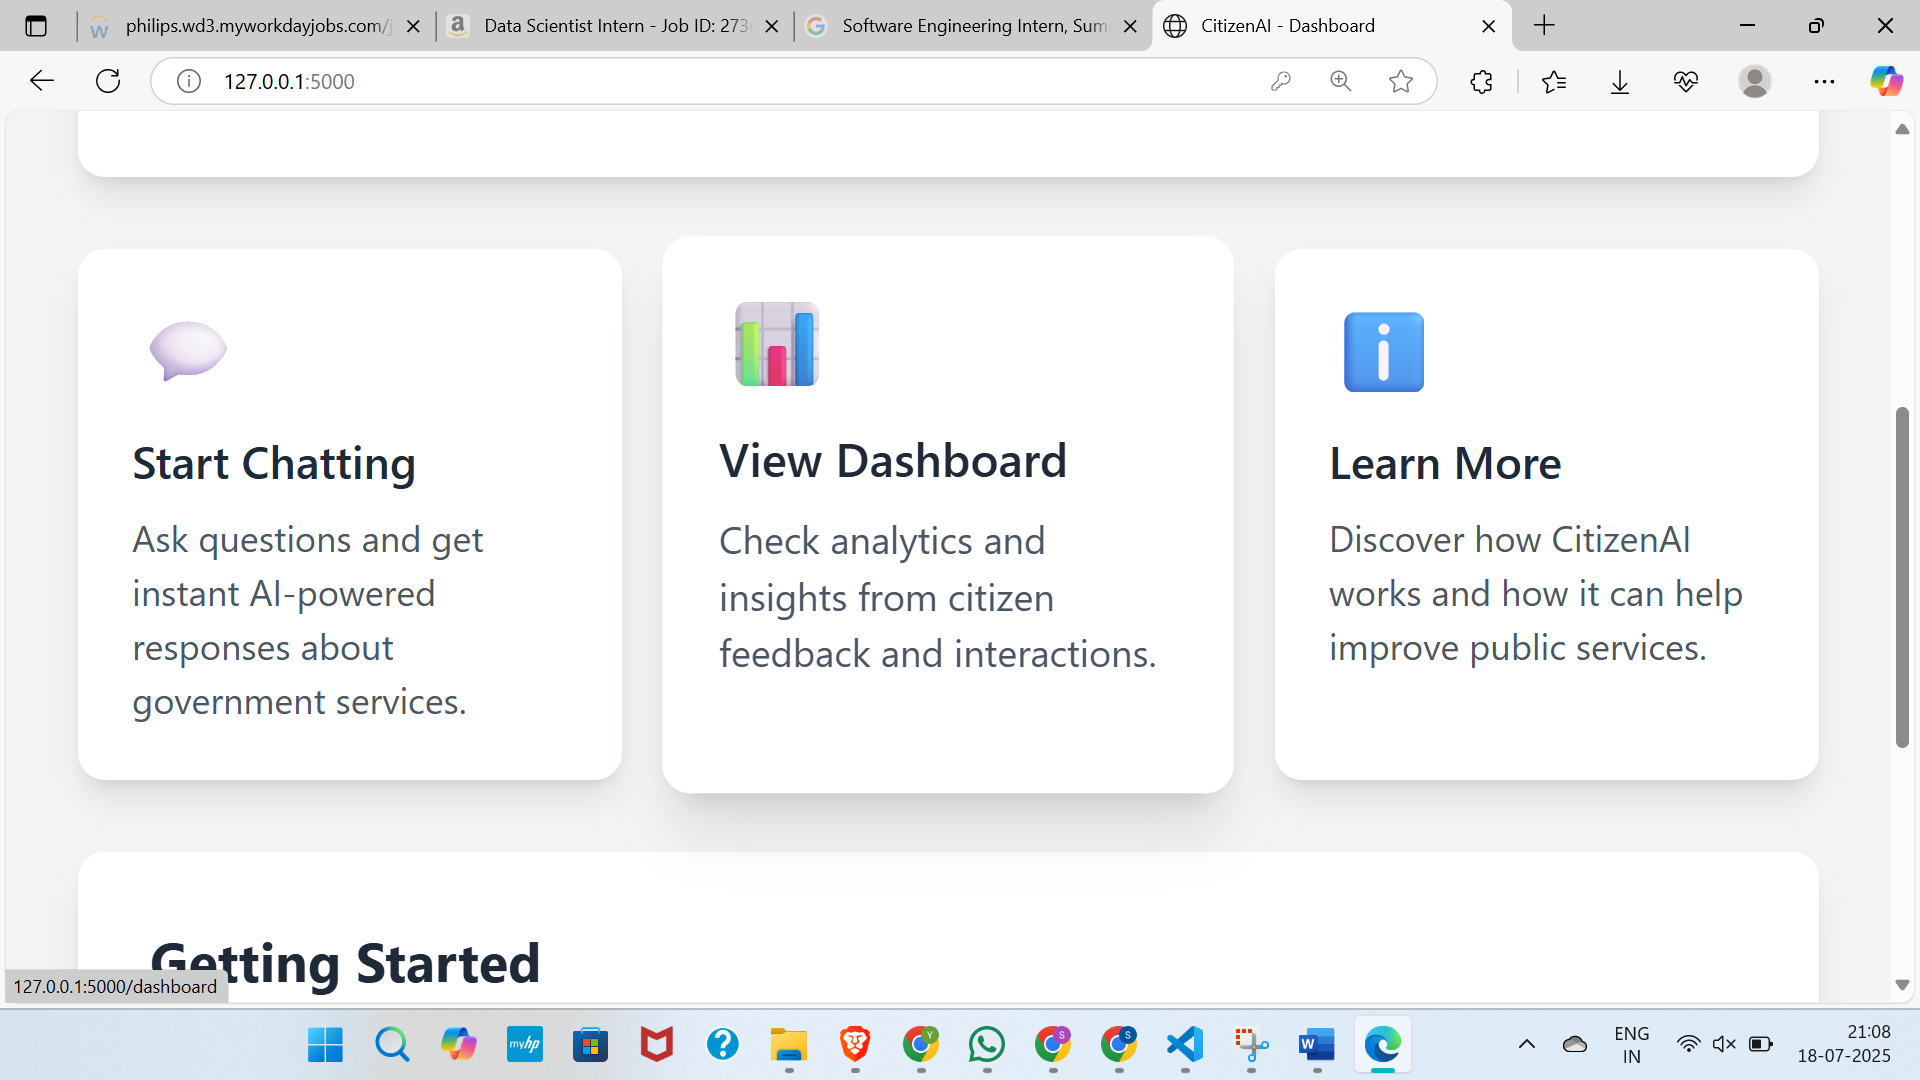 philips.wd3.myworkdayjobs.com/j
Data Scientist Intern - Job ID: 273
Software Engineering Intern, Sum
CitizenAI - Dashboard
127.0.0.1:5000
Start Chatting
Ask questions and get
instant AI-powered
responses about
government services.
View Dashboard
Check analytics and
insights from citizen
feedback and interactions.
Learn More
Discover how CitizenAI
works and how it can help
improve public services.
Getting Started
127.0.0.1:5000/dashboard
myhp
Y
S
S
W
ENG
IN
21:08
18-07-2025